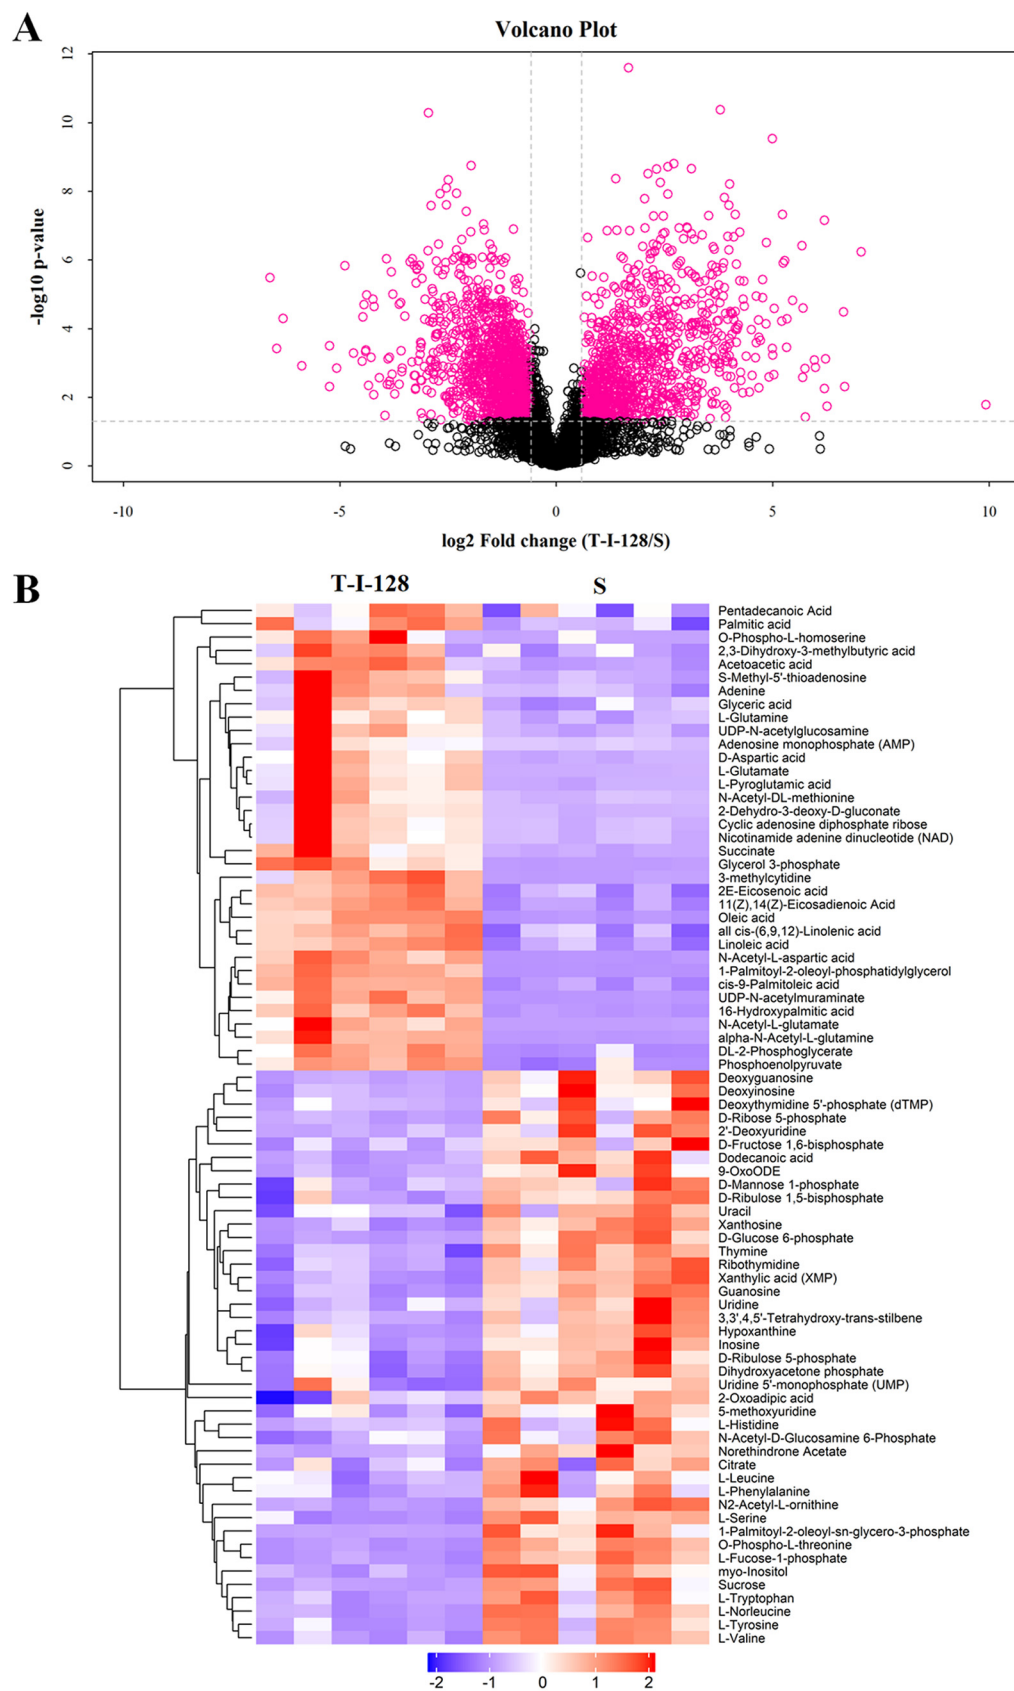 A
Volcano Plot
12
10
8
6
4
2
0
-log10 p-value
-10 -5 0 5 10
log2 Fold change (T-I-128/S)
B
T-I-128 S
Pentadecanoic Acid
Palmitic acid
O-Phospho-L-homoserine
2,3-Dihydroxy-3-methylbutyric acid
Acetoacetic acid
S-Methyl-5'-thioadenosine
Adenine
Glyceric acid
L-Glutamine
UDP-N-acetylglucosamine
Adenosine monophosphate (AMP)
D-Aspartic acid
L-Glutamate
L-Pyroglutamic acid
N-Acetyl-DL-methionine
2-Dehydro-3-deoxy-D-gluconate
Cyclic adenosine diphosphate ribose
Nicotinamide adenine dinucleotide (NAD)
Succinate
Glycerol 3-phosphate
3-methylcytidine
2E-Eicosenoic acid
11(Z),14(Z)-Eicosadienoic Acid
Oleic acid
all cis-(6,9,12)-Linolenic acid
Linoleic acid
N-Acetyl-L-aspartic acid
1-Palmitoyl-2-oleoyl-phosphatidylglycerol
cis-9-Palmitoleic acid
UDP-N-acetylmuraminate
16-Hydroxypalmitic acid
N-Acetyl-L-glutamate
alpha-N-Acetyl-L-glutamine
DL-2-Phosphoglycerate
Phosphoenolpyruvate
Deoxyguanosine
Deoxyinosine
Deoxythymidine 5'-phosphate (dTMP)
D-Ribose 5-phosphate
2'-Deoxyuridine
D-Fructose 1,6-bisphosphate
Dodecanoic acid
9-OxoODE
D-Mannose 1-phosphate
D-Ribulose 1,5-bisphosphate
Uracil
Xanthosine
D-Glucose 6-phosphate
Thymine
Ribothymidine
Xanthylic acid (XMP)
Guanosine
Uridine
3,3',4,5'-Tetrahydroxy-trans-stilbene
Hypoxanthine
Inosine
D-Ribulose 5-phosphate
Dihydroxyacetone phosphate
Uridine 5'-monophosphate (UMP)
2-Oxoadipic acid
5-methoxyuridine
L-Histidine
N-Acetyl-D-Glucosamine 6-Phosphate
Norethindrone Acetate
Citrate
L-Leucine
L-Phenylalanine
N2-Acetyl-L-ornithine
L-Serine
1-Palmitoyl-2-oleoyl-sn-glycero-3-phosphate
O-Phospho-L-threonine
L-Fucose-1-phosphate
myo-Inositol
Sucrose
L-Tryptophan
L-Norleucine
L-Tyrosine
L-Valine
-2 -1 0 1 2